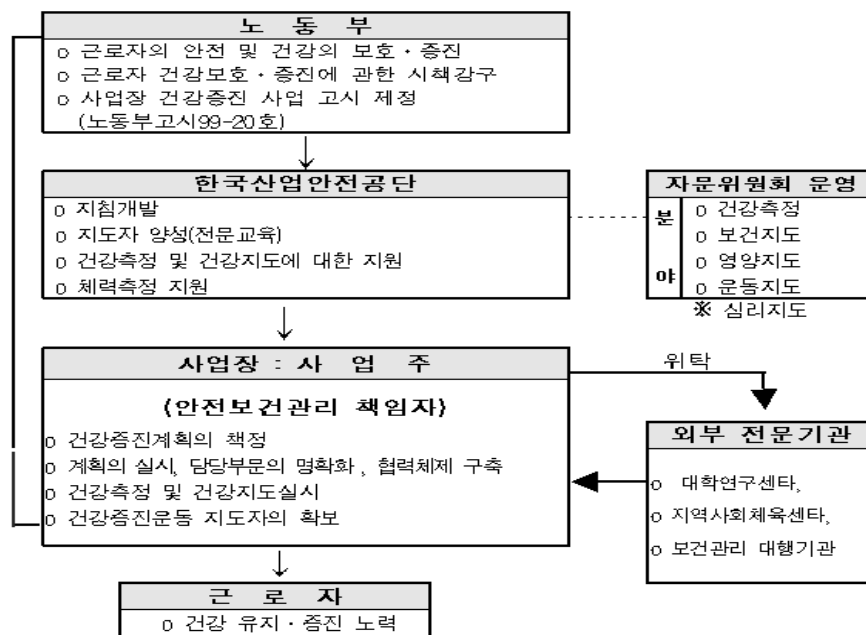 노 동 부
o 근로자의 안전 및 건강의 보호·증진
o 근로자 건강보호·증진에 관한 시책강구
o 사업장 건강증진 사업 고시 제정
(노동부고시99-20호)
한국산업안전공단
o 지침개발
o 지도자 양성(전문교육)
o 건강측정 및 건강지도에 대한 지원
o 체력측정 지원
자문위원회 운영
분야
o 건강측정
o 보건지도
o 영양지도
o 운동지도
※ 심리지도
사업장 : 사 업 주
(안전보건관리 책임자)
o 건강증진계획의 책정
o 계획의 실시, 담당부문의 명확화, 협력체제 구축
o 건강측정 및 건강지도실시
o 건강증진운동 지도자의 확보
위탁
외부 전문기관
o 대학연구센타,
o 지역사회체육센타,
o 보건관리 대행기관
근 로 자
o 건강 유지·증진 노력